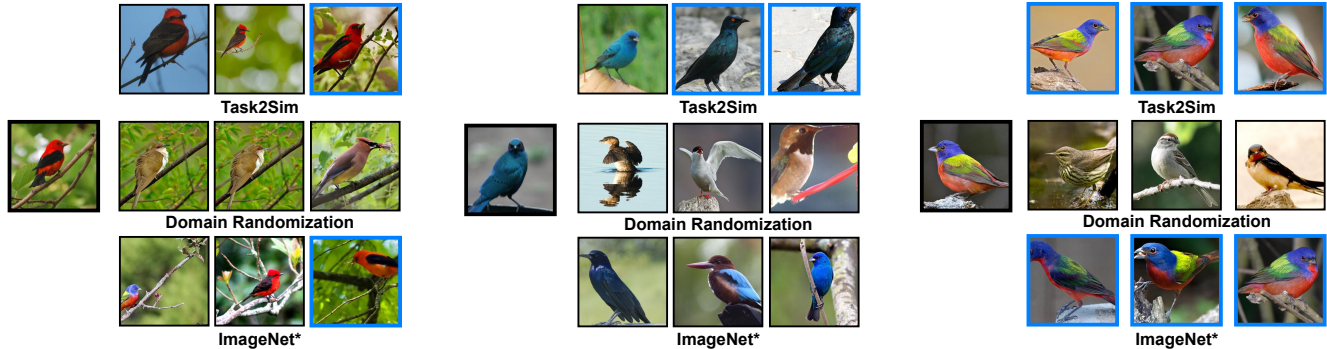 Task2Sim
Task2Sim
Task2Sim
Domain Randomization
Domain Randomization
Domain Randomization
ImageNet*
ImageNet*
ImageNet*